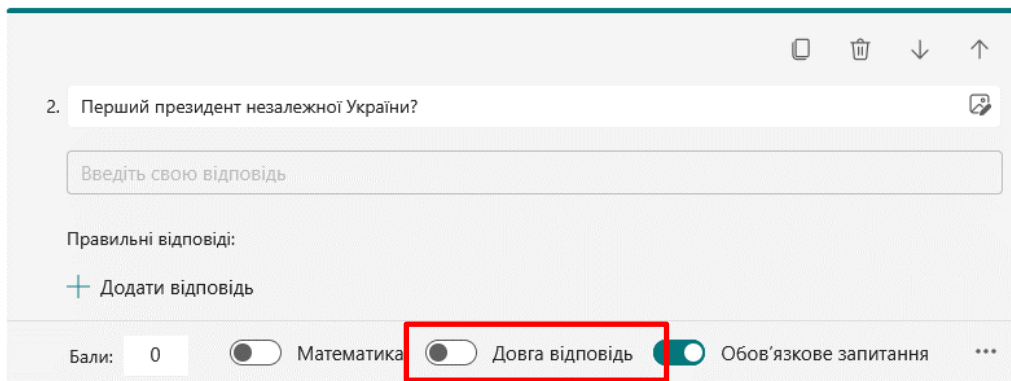 2. Перший президент незалежної України?
Введіть свою відповідь
Правильні відповіді:
Додати відповідь
Бали: 0 Математика Довга відповідь Обов’язкове запитання